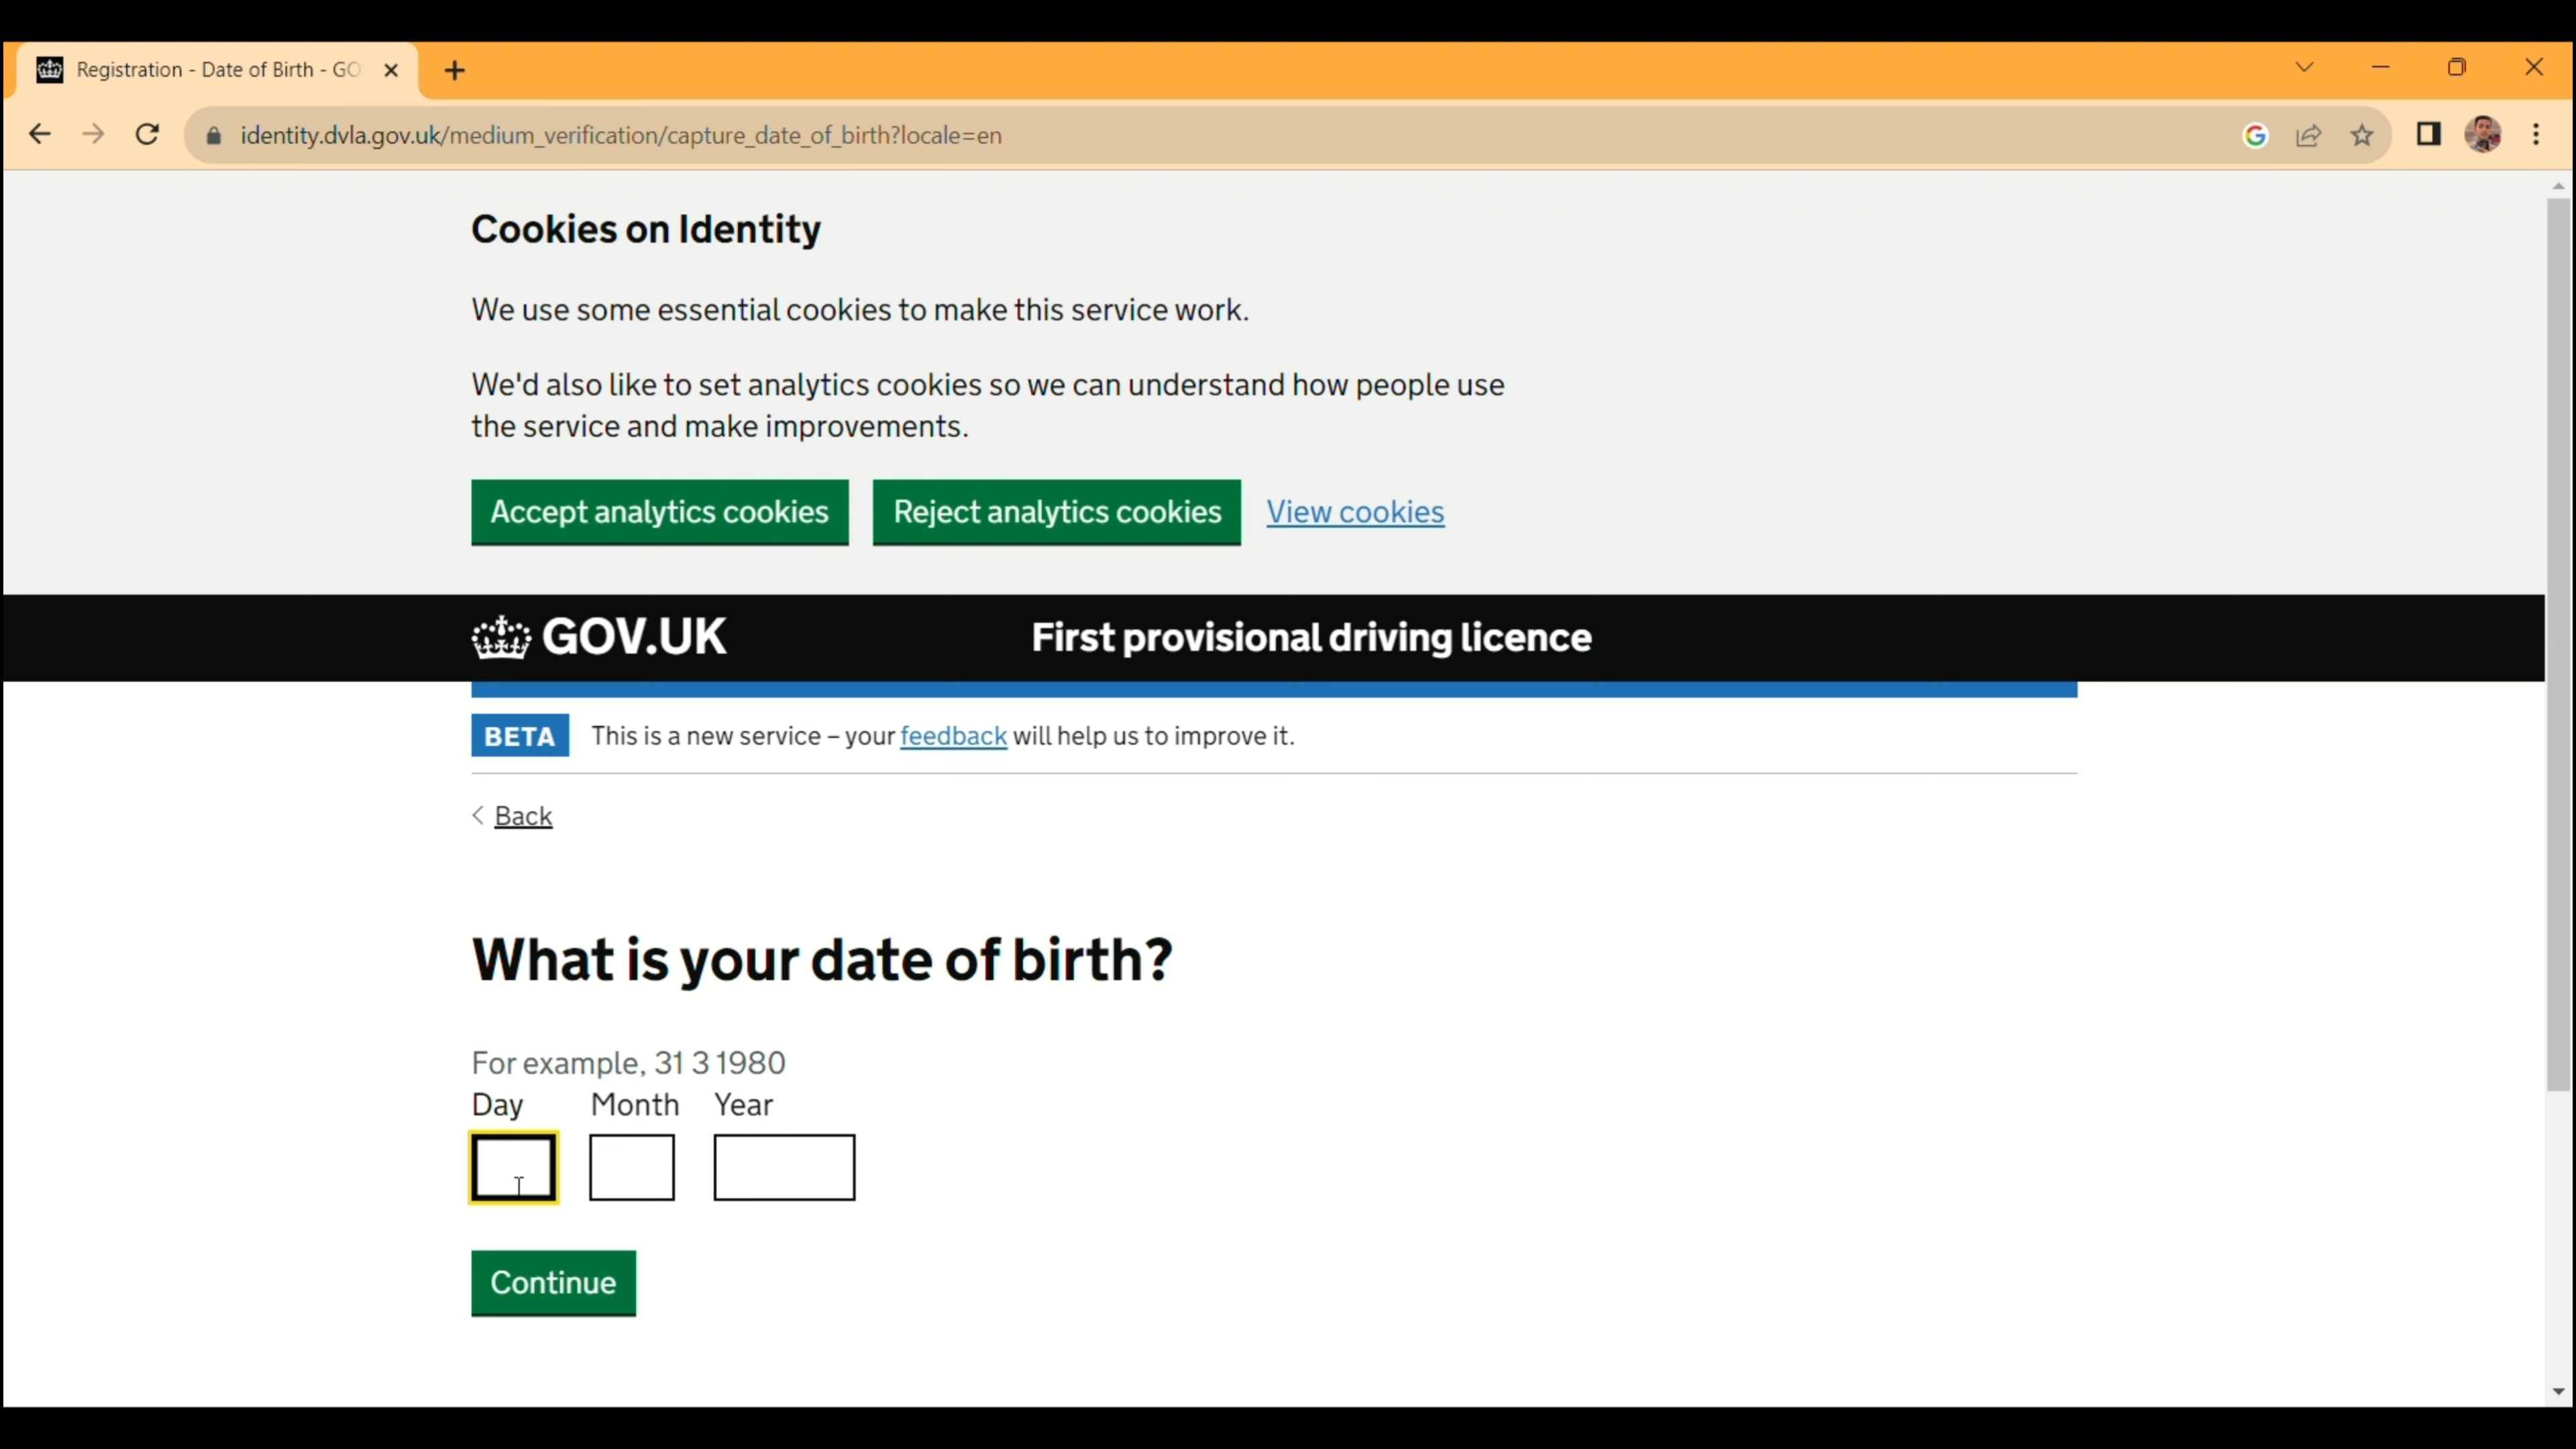 Registration - Date of Birth - GO
identity.dvla.gov.uk/medium_verification/capture_date_of_birth?locale=en
Cookies on Identity
We use some essential cookies to make this service work.
We'd also like to set analytics cookies so we can understand how people use
the service and make improvements.
Accept analytics cookies Reject analytics cookies View cookies
GOV.UK First provisional driving licence
BETA This is a new service – your feedback will help us to improve it.
Back
What is your date of birth?
For example, 31 3 1980
Day Month Year
Continue